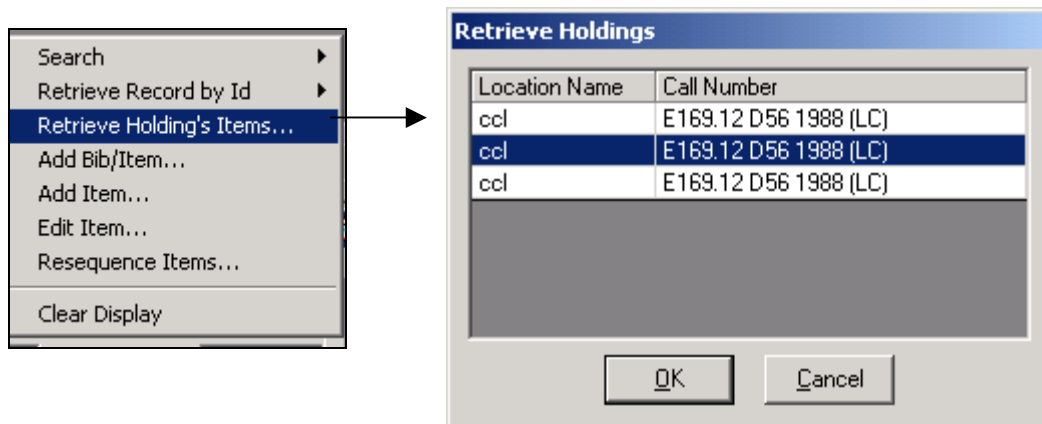 Search
Retrieve Record by Id
Retrieve Holding's Items...
Add Bib/Item...
Add Item...
Edit Item...
Resequence Items...
Clear Display
Retrieve Holdings
Location Name Call Number
ccl E169.12 D56 1988 (LC)
ccl E169.12 D56 1988 (LC)
ccl E169.12 D56 1988 (LC)
OK Cancel